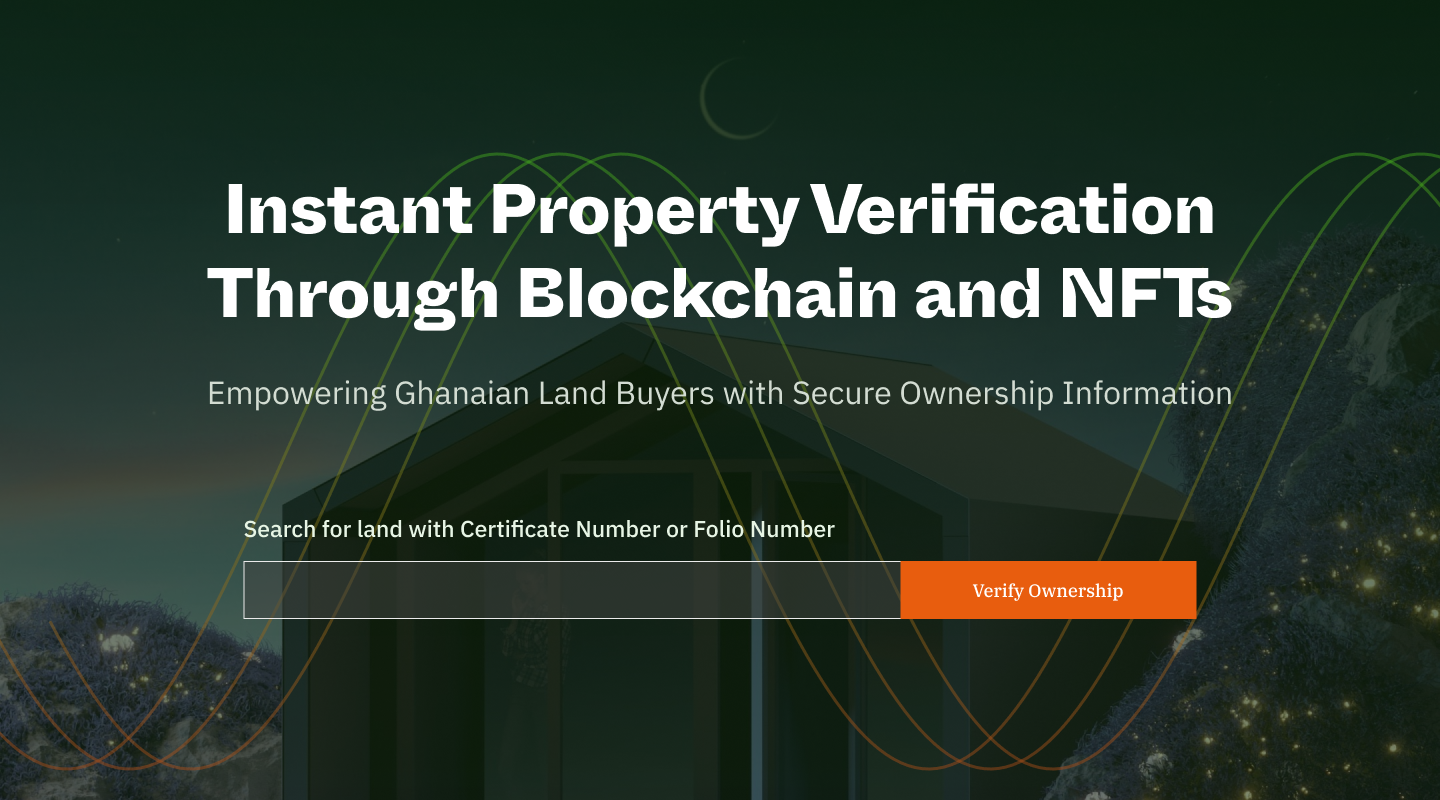 Instant Property Verification
Through Blockchain and NFTs
Empowering Ghanaian Land Buyers with Secure Ownership Information
Search for land with Certificate Number or Folio Number
Verify Ownership